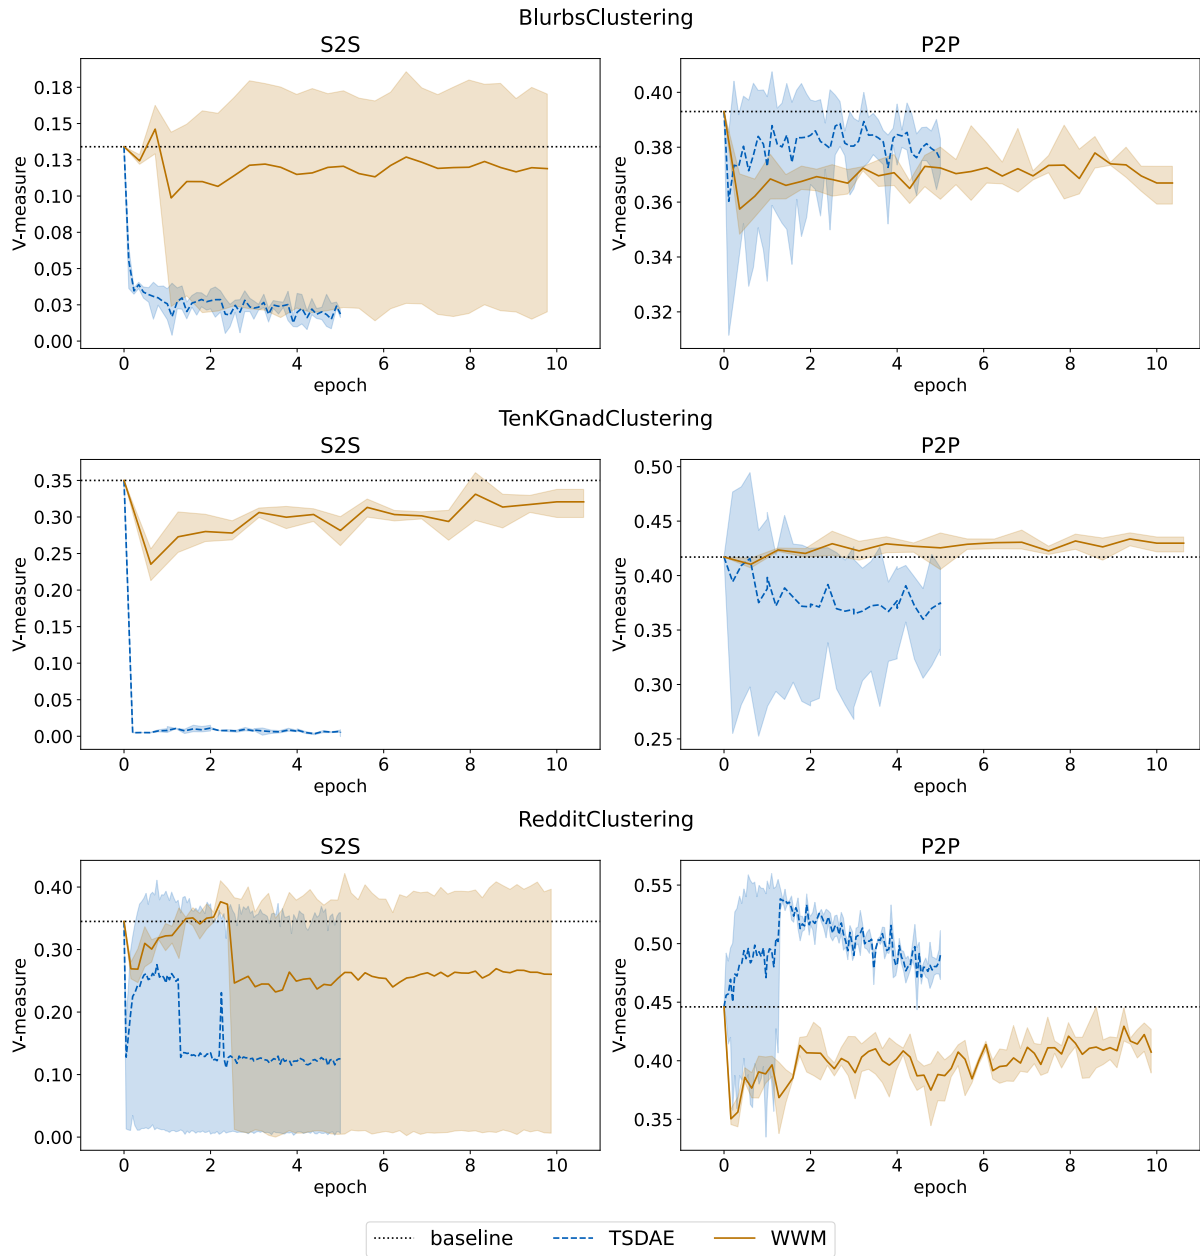 BlurbsClustering
S2S
P2P
V-measure
0.18
0.15
0.13
0.10
0.08
0.05
0.03
0.00
0 2 4 6 8 10
epoch
V-measure
0.40
0.38
0.36
0.34
0.32
0 2 4 6 8 10
epoch
TenKGnadClustering
S2S
P2P
V-measure
0.35
0.30
0.25
0.20
0.15
0.10
0.05
0.00
0 2 4 6 8 10
epoch
V-measure
0.50
0.45
0.40
0.35
0.30
0.25
0 2 4 6 8 10
epoch
RedditClustering
S2S
P2P
V-measure
0.40
0.30
0.20
0.10
0.00
0 2 4 6 8 10
epoch
V-measure
0.55
0.50
0.45
0.40
0.35
0 2 4 6 8 10
epoch
baseline TSDAE WWM